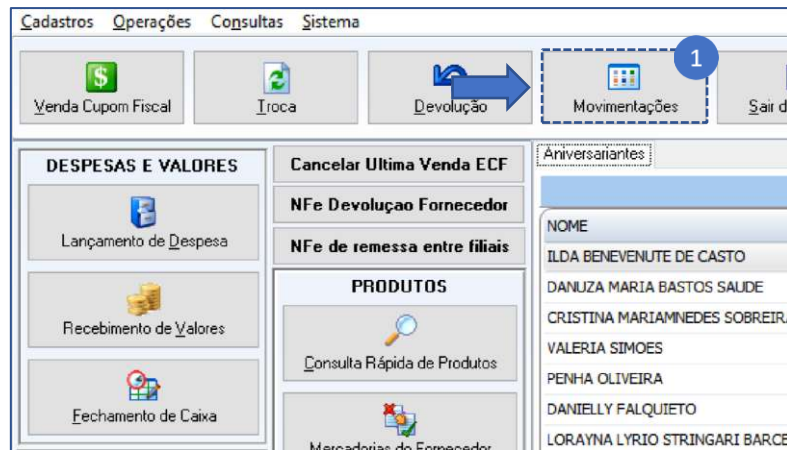 Cadastros Operações Consultas Sistema
1
Venda Cupom Fiscal
Troca
Devolução
Movimentações
Sair d
DESPESAS E VALORES
Lançamento de Despesa
Recebimento de Valores
Fechamento de Caixa
Cancelar Ultima Venda ECF
NFe Devoluçao Fornecedor
NFe de remessa entre filiais
PRODUTOS
Consulta Rápida de Produtos
Mercadorias do Fornecedor
Aniversariantes
NOME
ILDA BENEVENUTE DE CASTO
DANUZA MARIA BASTOS SAUDE
CRISTINA MARIAMNEDES SOBREIRA
VALERIA SIMOES
PENHA OLIVEIRA
DANIELLY FALQUIETO
LORAYNA LYRIO STRINGARI BARCE